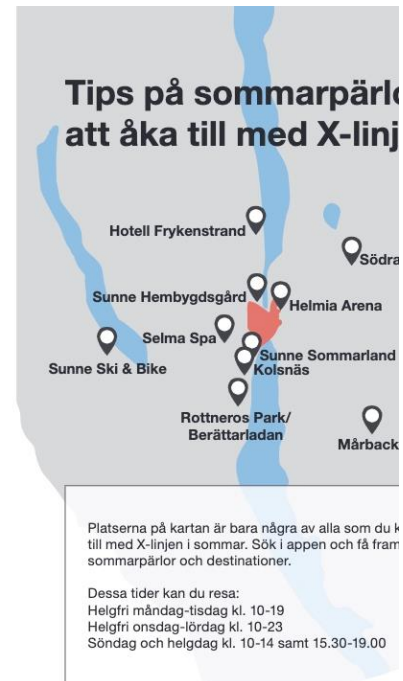 Tips på sommarpärlo
att åka till med X-linj
Hotell Frykenstrand
Södra
Sunne Hembygdsgård
Helmia Arena
Selma Spa
Sunne Sommarland
Kolsnäs
Sunne Ski & Bike
Rottneros Park/
Berättarladan
Mårback
Platserna på kartan är bara några av alla som du k
till med X-linjen i sommar. Sök i appen och få fram
sommarpärlor och destinationer.
Dessa tider kan du resa:
Helgfri måndag-tisdag kl. 10-19
Helgfri onsdag-lördag kl. 10-23
Söndag och helgdag kl. 10-14 samt 15.30-19.00